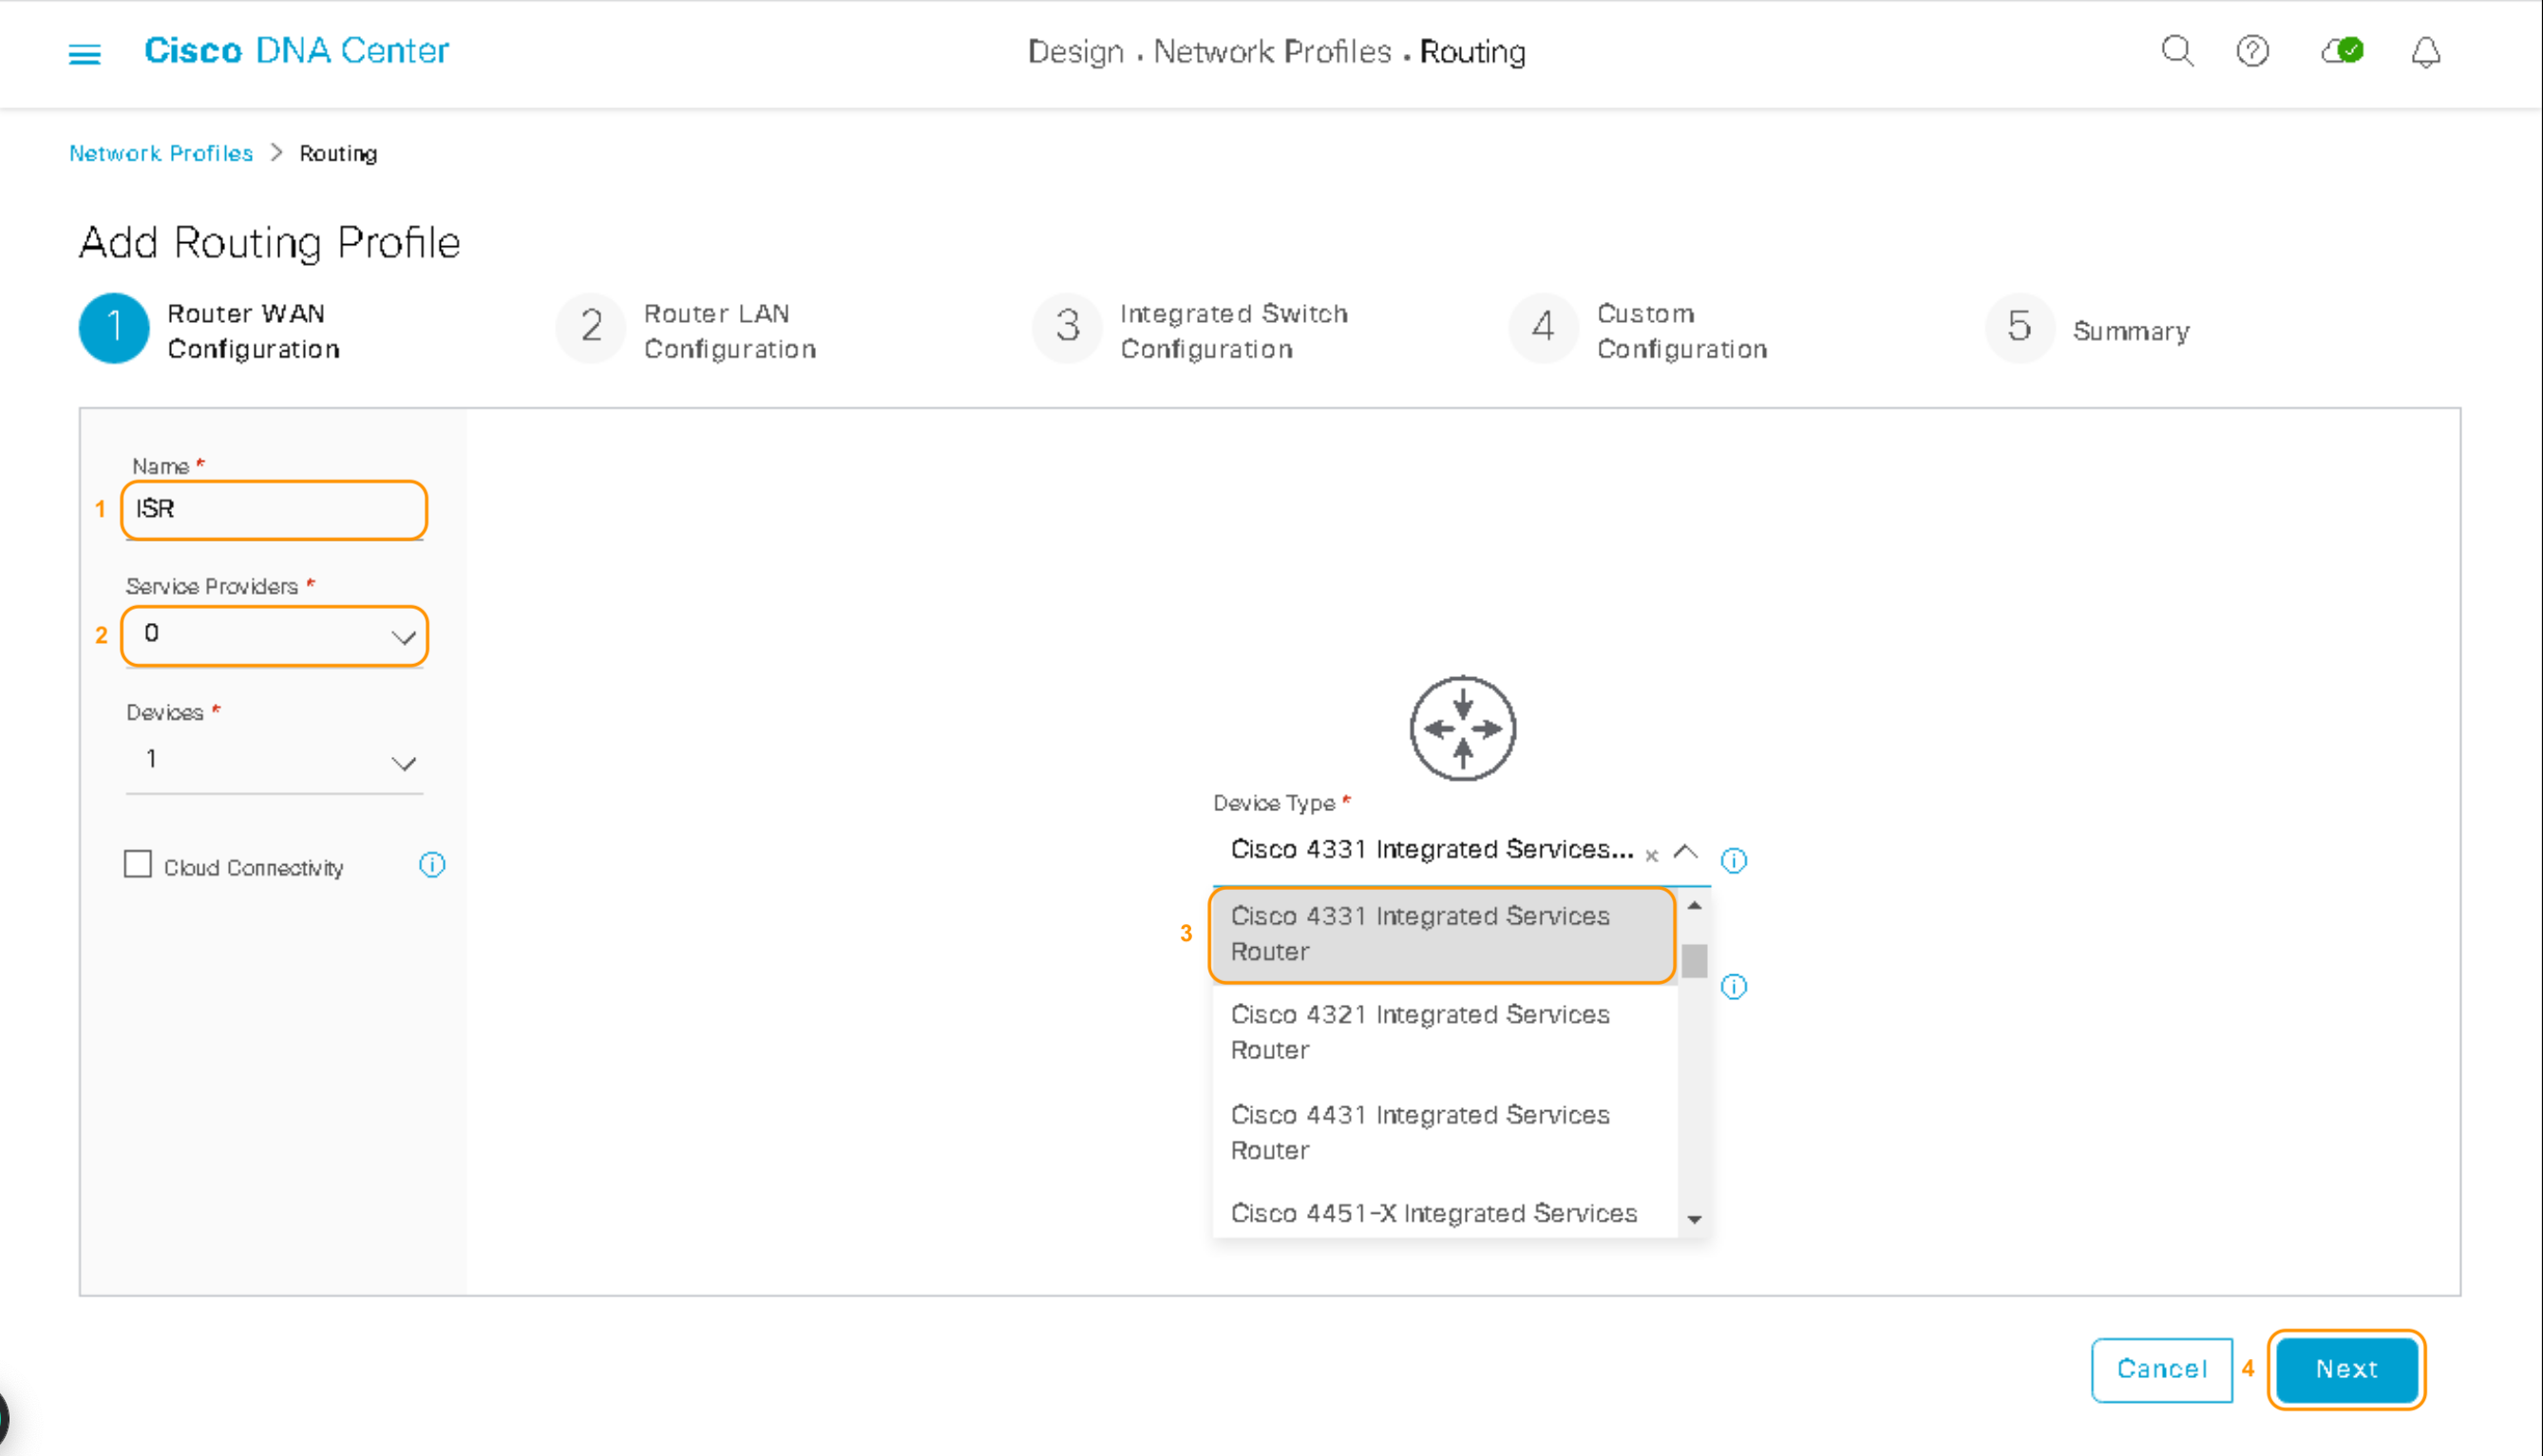 Cisco DNA Center
Design . Network Profiles . Routing
Network Profiles > Routing
Add Routing Profile
1
Router WAN
Configuration
2
Router LAN
Configuration
3
Integrated Switch
Configuration
4
Custom
Configuration
5
Summary
Name *
1
ISR
Service Providers *
2
0
Devices *
1
Cloud Connectivity
Device Type *
Cisco 4331 Integrated Services...
3
Cisco 4331 Integrated Services
Router
Cisco 4321 Integrated Services
Router
Cisco 4431 Integrated Services
Router
Cisco 4451-X Integrated Services
Cancel
4
Next